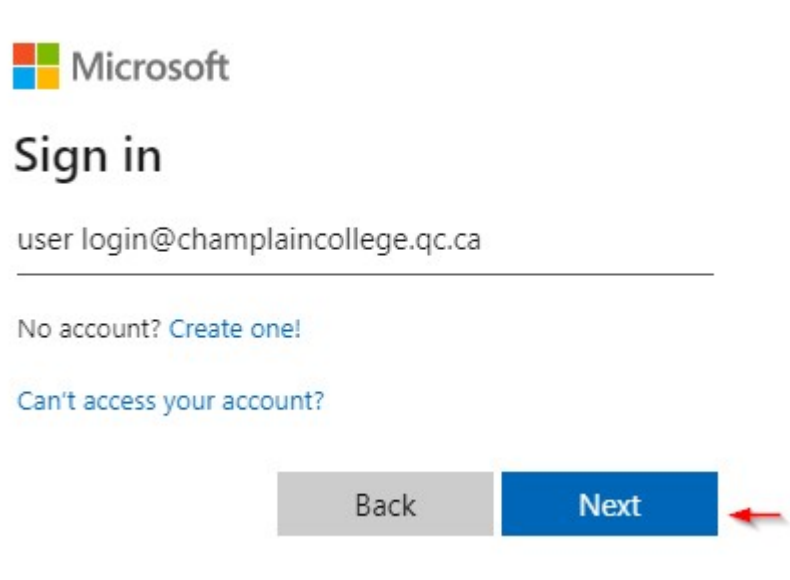 Microsoft
Sign in
user login@champlaincollege.qc.ca
No account? Create one!
Can't access your account?
Back Next